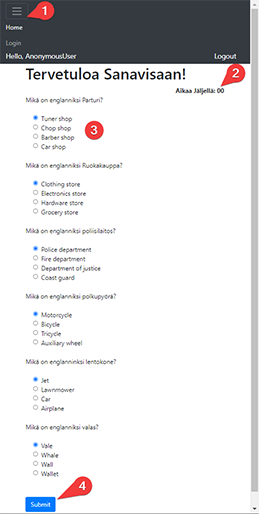 1
Home
Login
Hello, AnonymousUser Logout
Tervetuloa Sanavisaan!
2
Aikaa Jäljellä: 00
Mikä on englanniksi Parturi?
Tuner shop
Chop shop
3
Barber shop
Car shop
Mikä on englanniksi Ruokakauppa?
Clothing store
Electronics store
Hardware store
Grocery store
Mikä on englanniksi poliisilaitos?
Police department
Fire department
Department of justice
Coast guard
Mikä on englanniksi polkupyörä?
Motorcycle
Bicycle
Tricycle
Auxiliary wheel
Mikä on englanninksi lentokone?
Jet
Lawnmower
Car
Airplane
Mikä on englanniksi valas?
Vale
Whale
Wall
Wallet
4
Submit